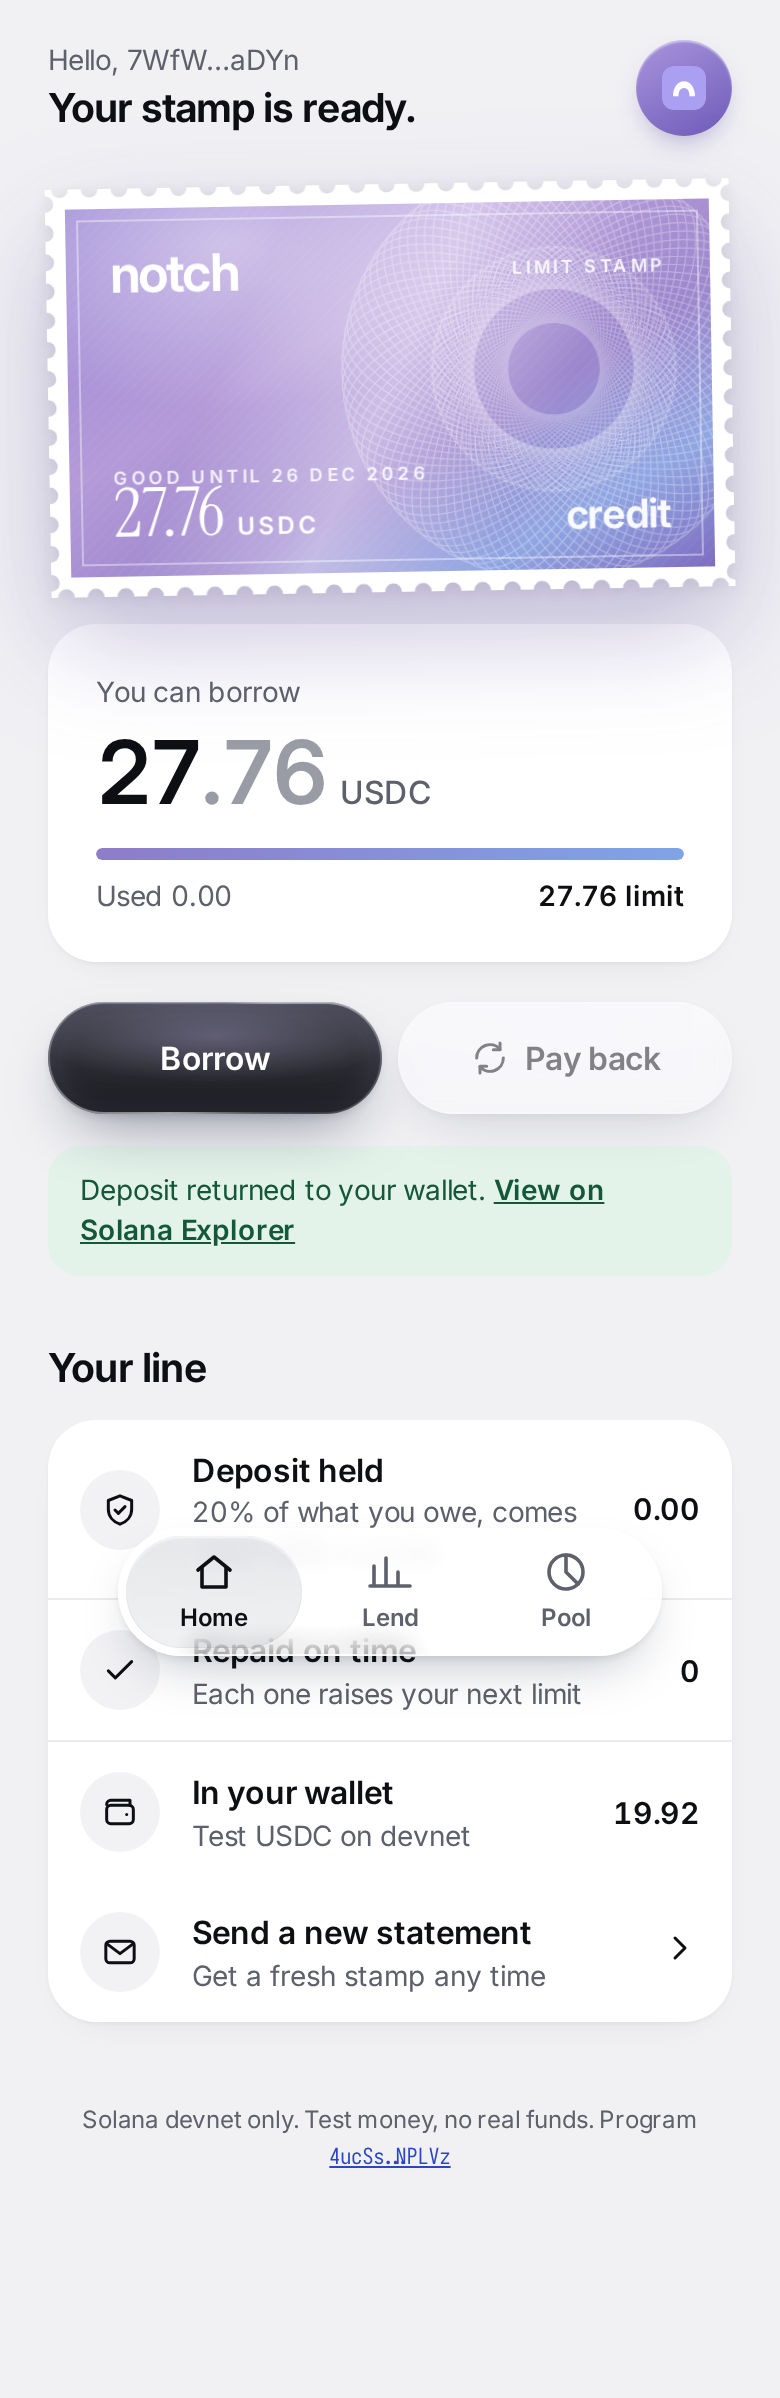 Hello, 7WfW...aDYn
Your stamp is ready.
notch
LIMIT STAMP
GOOD UNTIL 26 DEC 2026
27.76 USDC
credit
You can borrow
27.76 USDC
Used 0.00
27.76 limit
Borrow
Pay back
Deposit returned to your wallet. View on
Solana Explorer
Your line
Deposit held
20% of what you owe, comes
0.00
Home
Lend
Pool
Repaid on time
Each one raises your next limit
0
In your wallet
Test USDC on devnet
19.92
Send a new statement
Get a fresh stamp any time
Solana devnet only. Test money, no real funds. Program
4ucSs…NPLVz